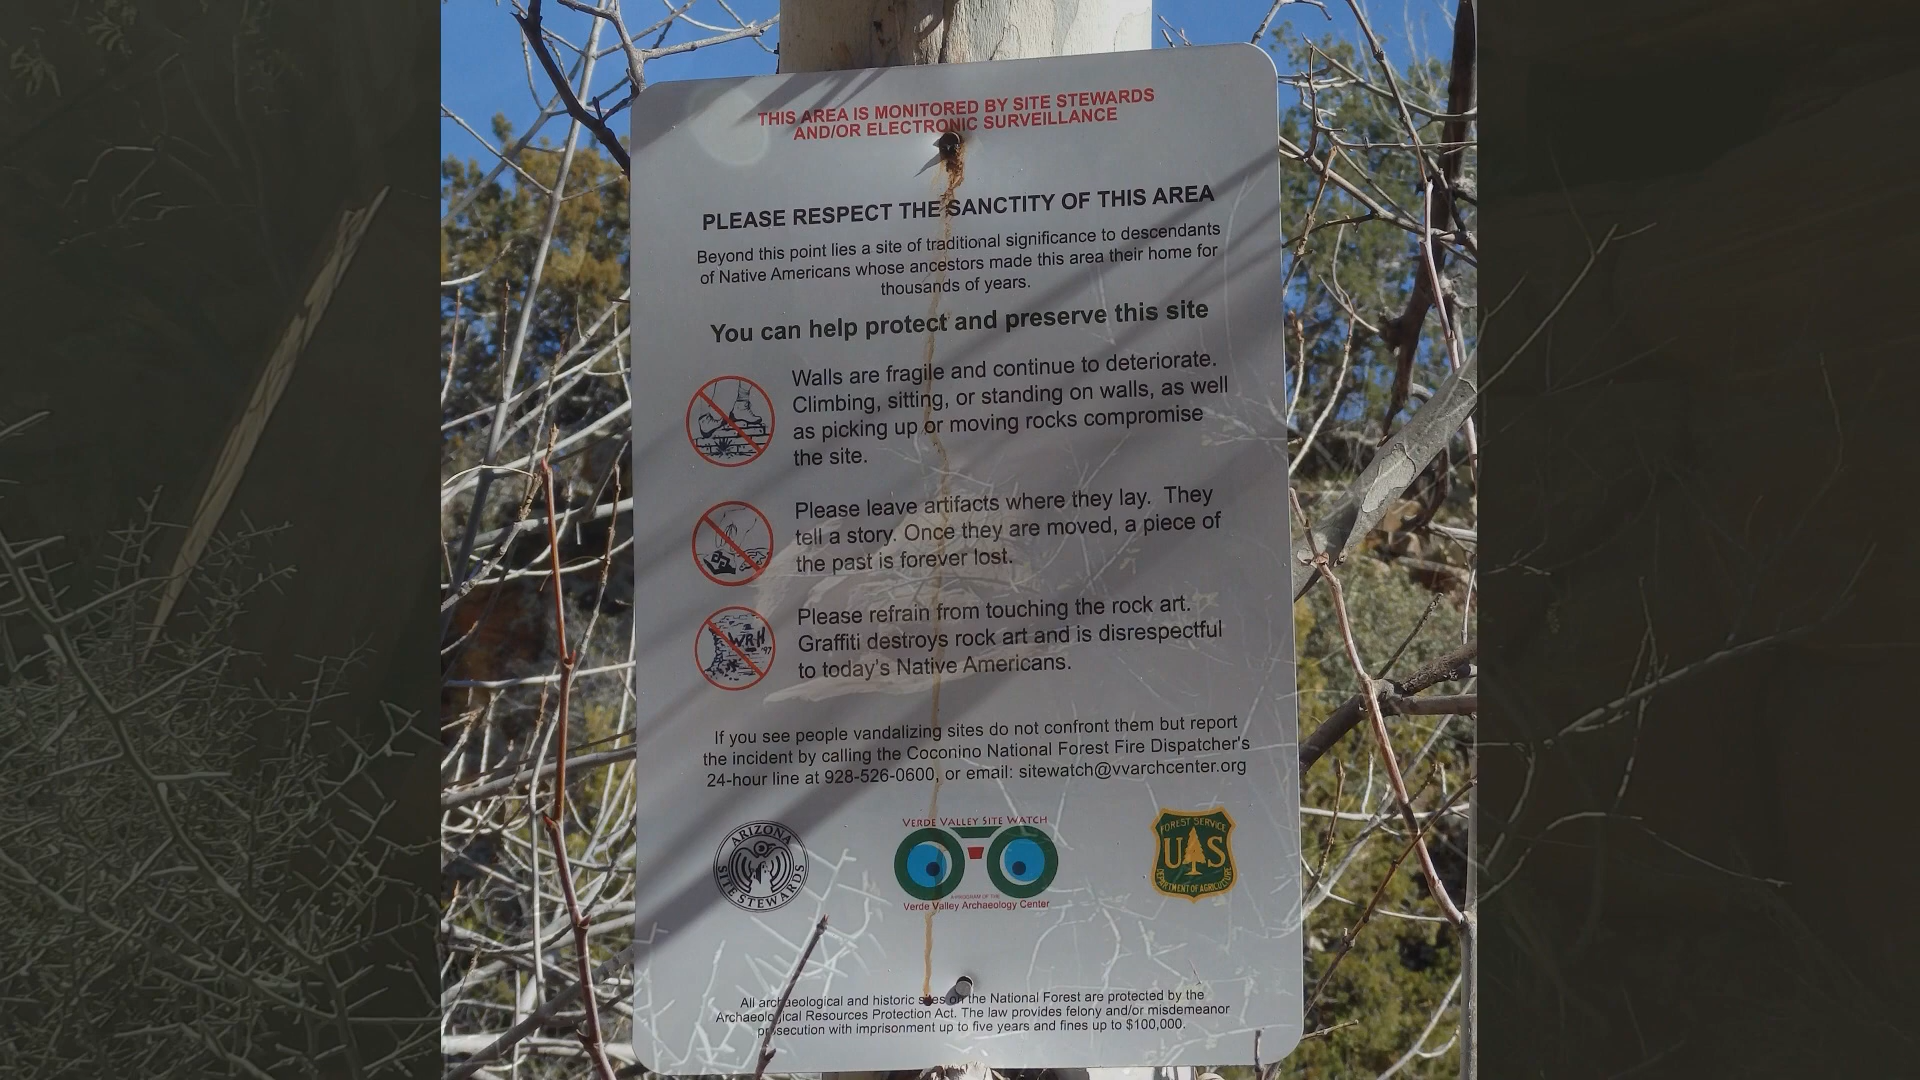 THIS AREA IS MONITORED BY SITE STEWARDS
AND/OR ELECTRONIC SURVEILLANCE
PLEASE RESPECT THE SANCTITY OF THIS AREA
Beyond this point lies a site of traditional significance to descendants
of Native Americans whose ancestors made this area their home for
thousands of years.
You can help protect and preserve this site
Walls are fragile and continue to deteriorate.
Climbing, sitting, or standing on walls, as well
as picking up or moving rocks compromise
the site.
Please leave artifacts where they lay. They
tell a story. Once they are moved, a piece of
the past is forever lost.
WRH
'97
Please refrain from touching the rock art.
Graffiti destroys rock art and is disrespectful
to today's Native Americans.
If you see people vandalizing sites do not confront them but report
the incident by calling the Coconino National Forest Fire Dispatcher's
24-hour line at 928-526-0600, or email: sitewatch@vvarchcenter.org
ARIZONA
SITE STEWARDS
VERDE VALLEY SITE WATCH
A PROGRAM OF THE
Verde Valley Archaeology Center
FOREST SERVICE
US
DEPARTMENT OF AGRICULTURE
All archaeological and historic sites on the National Forest are protected by the
Archaeological Resources Protection Act. The law provides felony and/or misdemeanor
prosecution with imprisonment up to five years and fines up to $100,000.